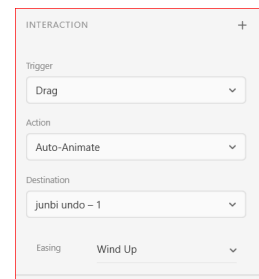 INTERACTION +
Trigger
Drag
Action
Auto-Animate
Destination
junbi undo – 1
Easing Wind Up